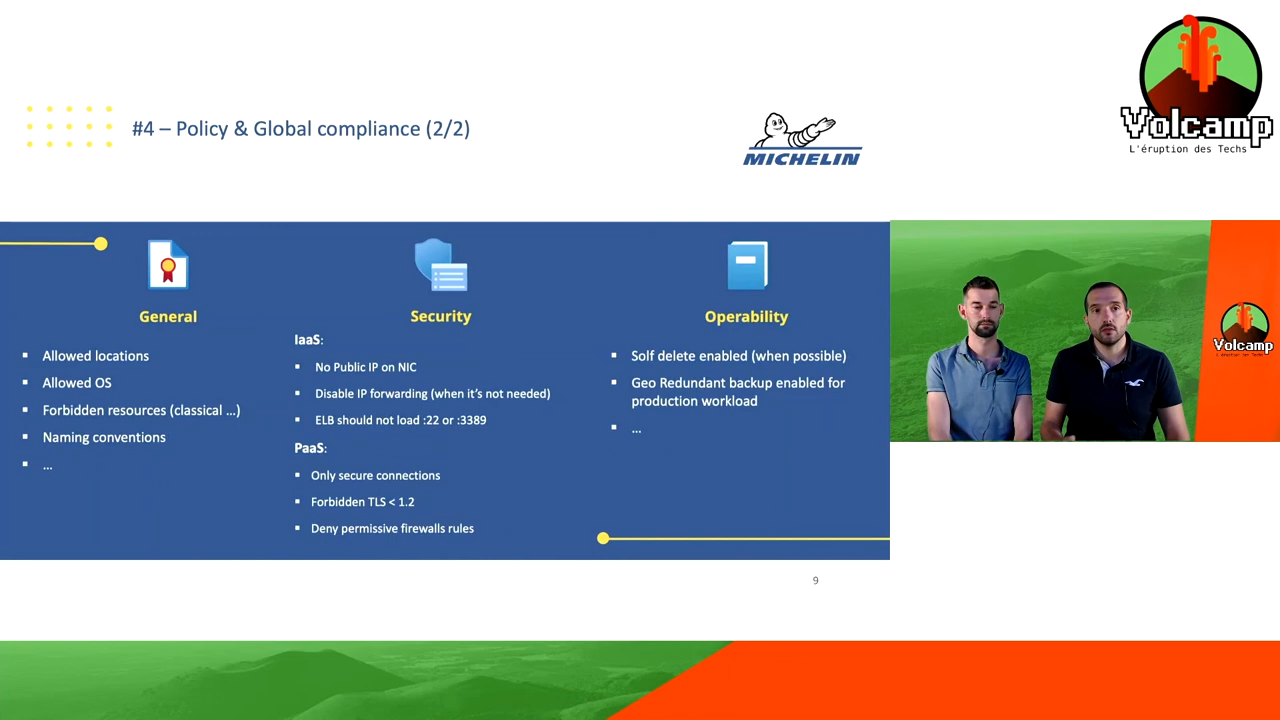 #4 – Policy & Global compliance (2/2)
MICHELIN
Volcamp
L'éruption des Techs
General
Allowed locations
Allowed OS
Forbidden resources (classical ...)
Naming conventions
...
Security
IaaS:
No Public IP on NIC
Disable IP forwarding (when it's not needed)
ELB should not load :22 or :3389
PaaS:
Only secure connections
Forbidden TLS < 1.2
Deny permissive firewalls rules
Operability
Solf delete enabled (when possible)
Geo Redundant backup enabled for
production workload
...
Volcamp
L'éruption des Techs
9